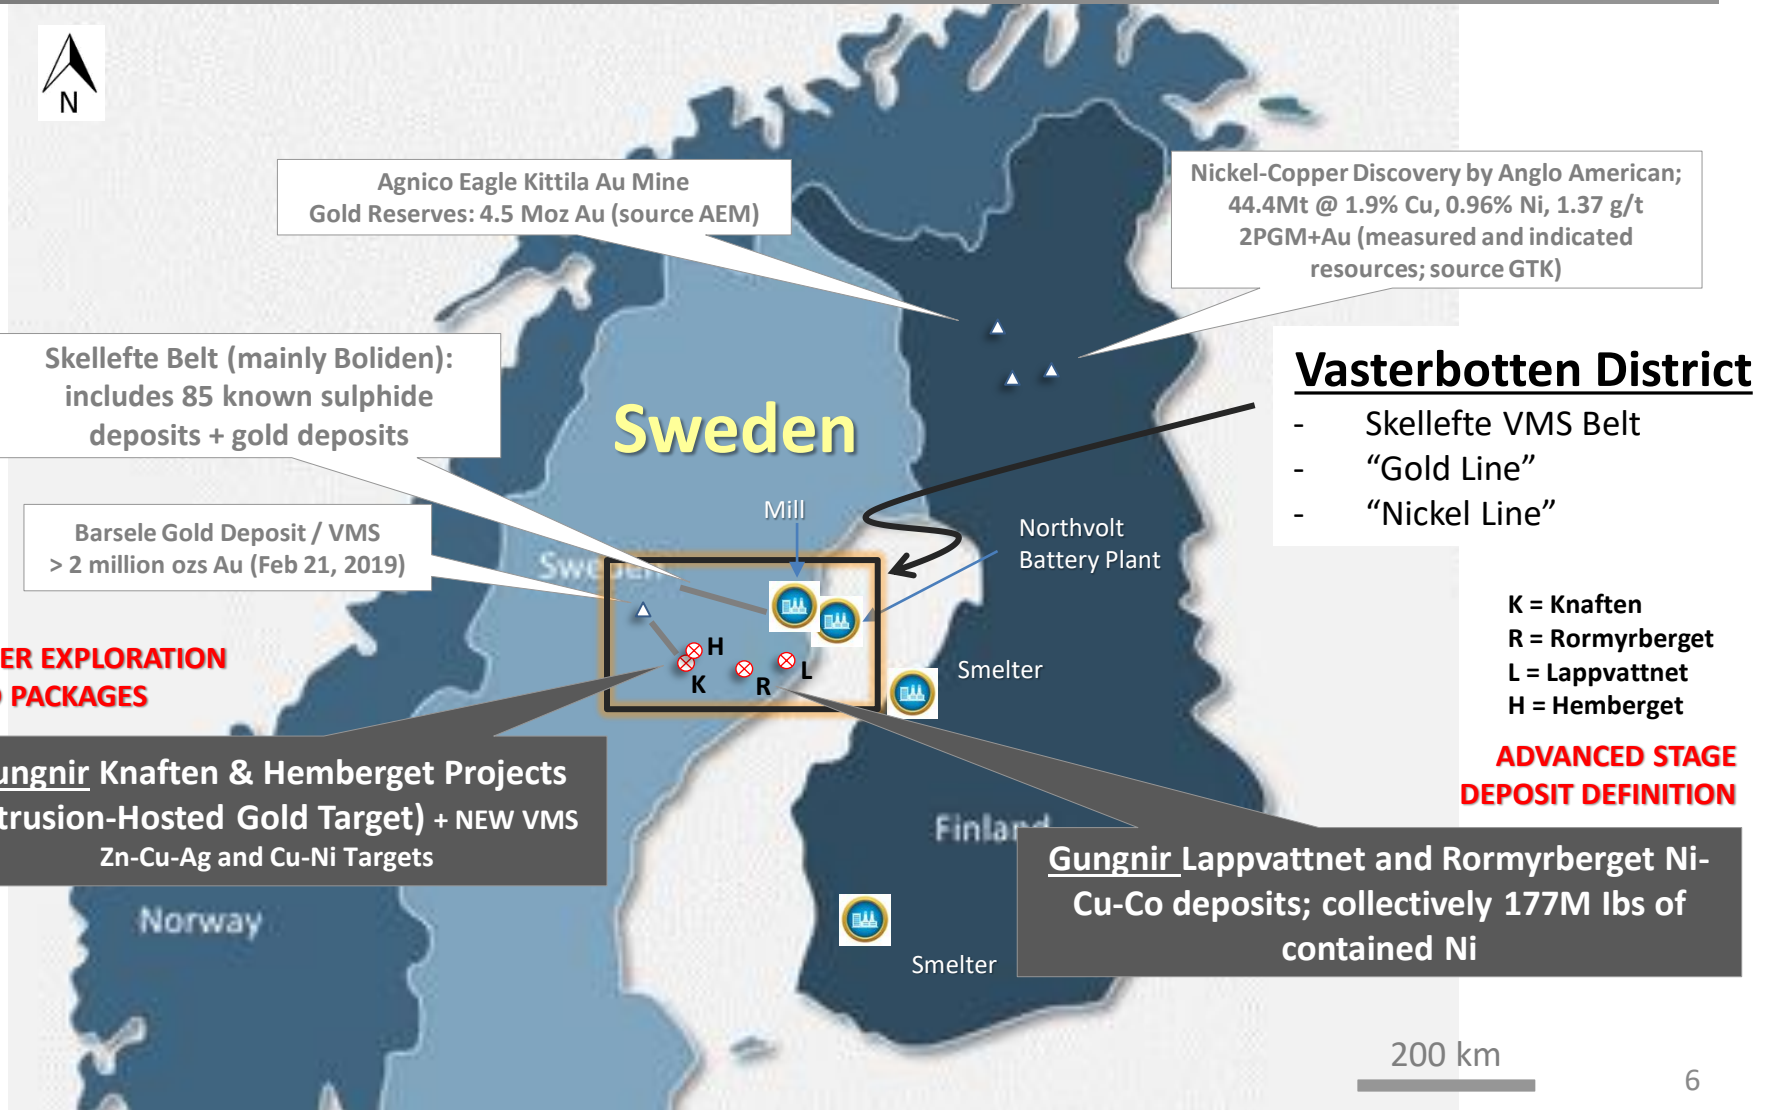 N
Agnico Eagle Kittila Au Mine
Gold Reserves: 4.5 Moz Au (source AEM)
Nickel-Copper Discovery by Anglo American;
44.4Mt @ 1.9% Cu, 0.96% Ni, 1.37 g/t
2PGM+Au (measured and indicated
resources; source GTK)
Skellefte Belt (mainly Boliden):
includes 85 known sulphide
deposits + gold deposits
Sweden
Vasterbotten District
- Skellefte VMS Belt
- “Gold Line”
- “Nickel Line”
Mill
Northvolt
Battery Plant
Barsele Gold Deposit / VMS
> 2 million ozs Au (Feb 21, 2019)
Sweden
K = Knaften
R = Rormyrberget
L = Lappvattnet
H = Hemberget
H
K
R
L
Smelter
ER EXPLORATION
PACKAGES
ADVANCED STAGE
DEPOSIT DEFINITION
ungnir Knaften & Hemberget Projects
trusion-Hosted Gold Target) + NEW VMS
Zn-Cu-Ag and Cu-Ni Targets
Finland
Gungnir Lappvattnet and Rormyrberget Ni-
Cu-Co deposits; collectively 177M lbs of
contained Ni
Norway
Smelter
200 km
6